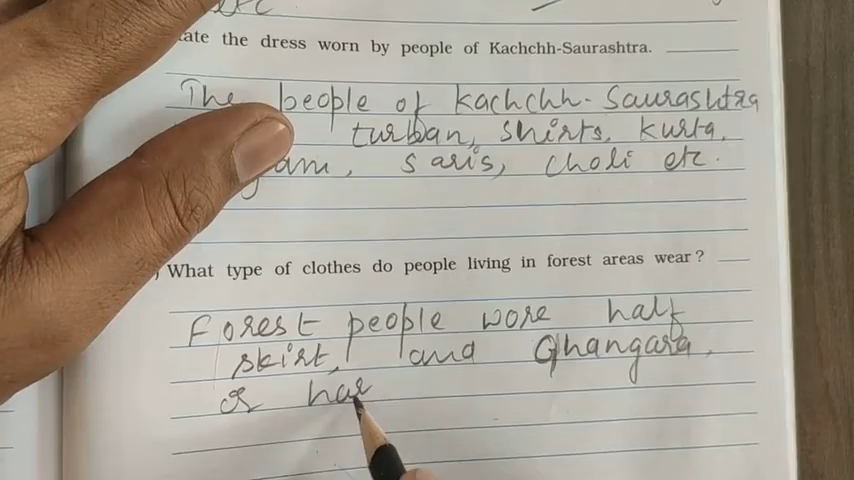 etc
ate the dress worn by people of Kachchh-Saurashtra.
The people of Kachchh-Saurashtra
turban, shirts, kurta,
saris, choli etc.
What type of clothes do people living in forest areas wear?
Forest people wore half
skirt, and Ghangara,
or